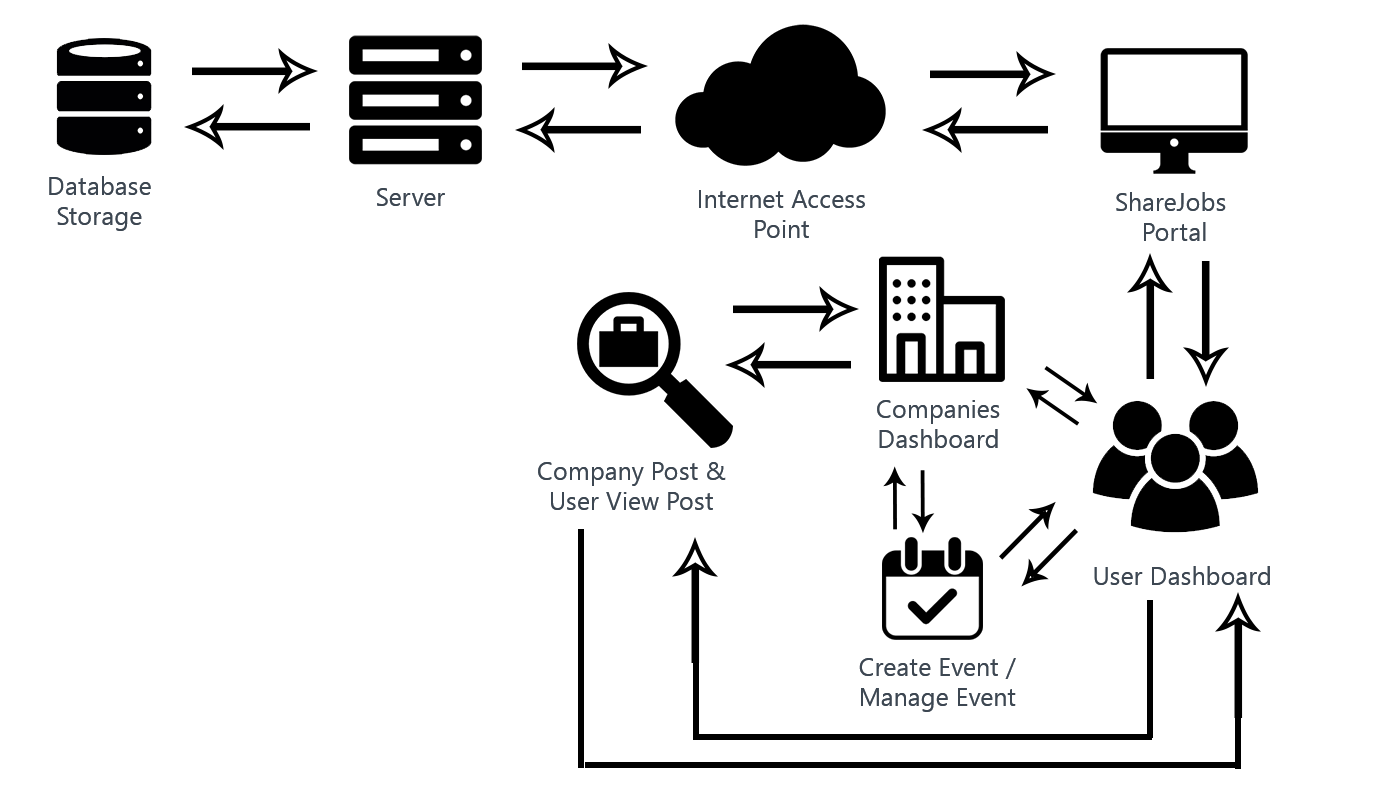 Database
Storage
Server
Internet Access
Point
ShareJobs
Portal
Companies
Dashboard
Company Post &
User View Post
User Dashboard
Create Event /
Manage Event